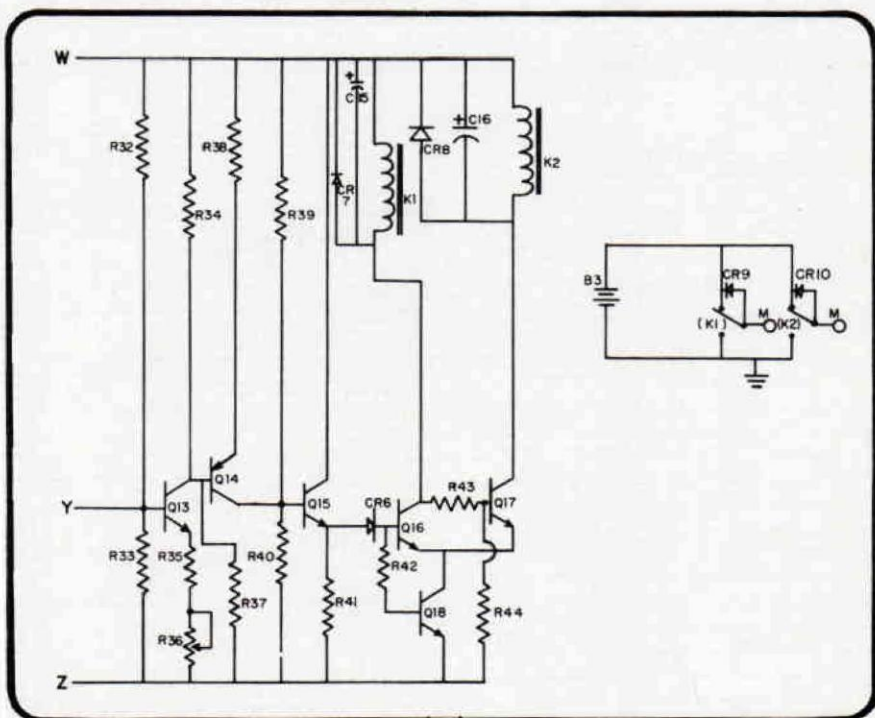 W
C15
C16
R32
R38
CR8
K2
CR
7
R34
R39
K1
B3
CR9
CR10
M
M
(K1)
(K2)
Q14
R43
Y
Q13
Q15
CR6
Q16
Q17
R33
R35
R40
R42
R37
R41
Q18
R44
R36
Z